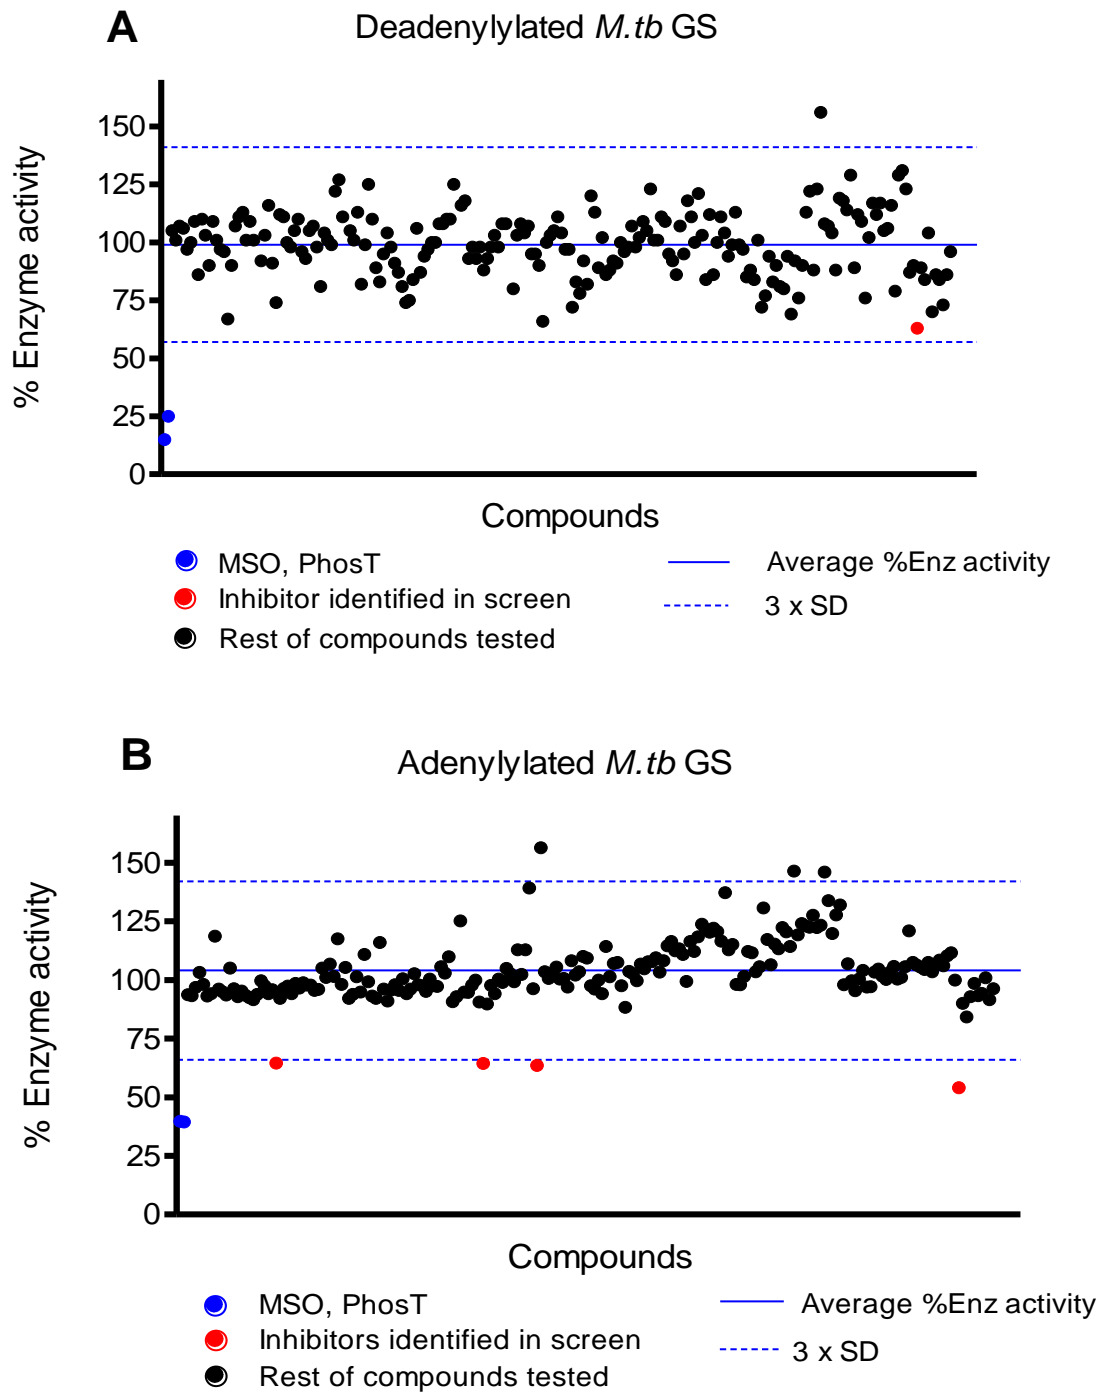 A
Deadenylylated M.tb GS
% Enzyme activity
150
125
100
75
50
25
0
Compounds
MSO, PhosT
Inhibitor identified in screen
Rest of compounds tested
Average %Enz activity
3 x SD
B
Adenylylated M.tb GS
% Enzyme activity
150
125
100
75
50
25
0
Compounds
MSO, PhosT
Inhibitors identified in screen
Rest of compounds tested
Average %Enz activity
3 x SD